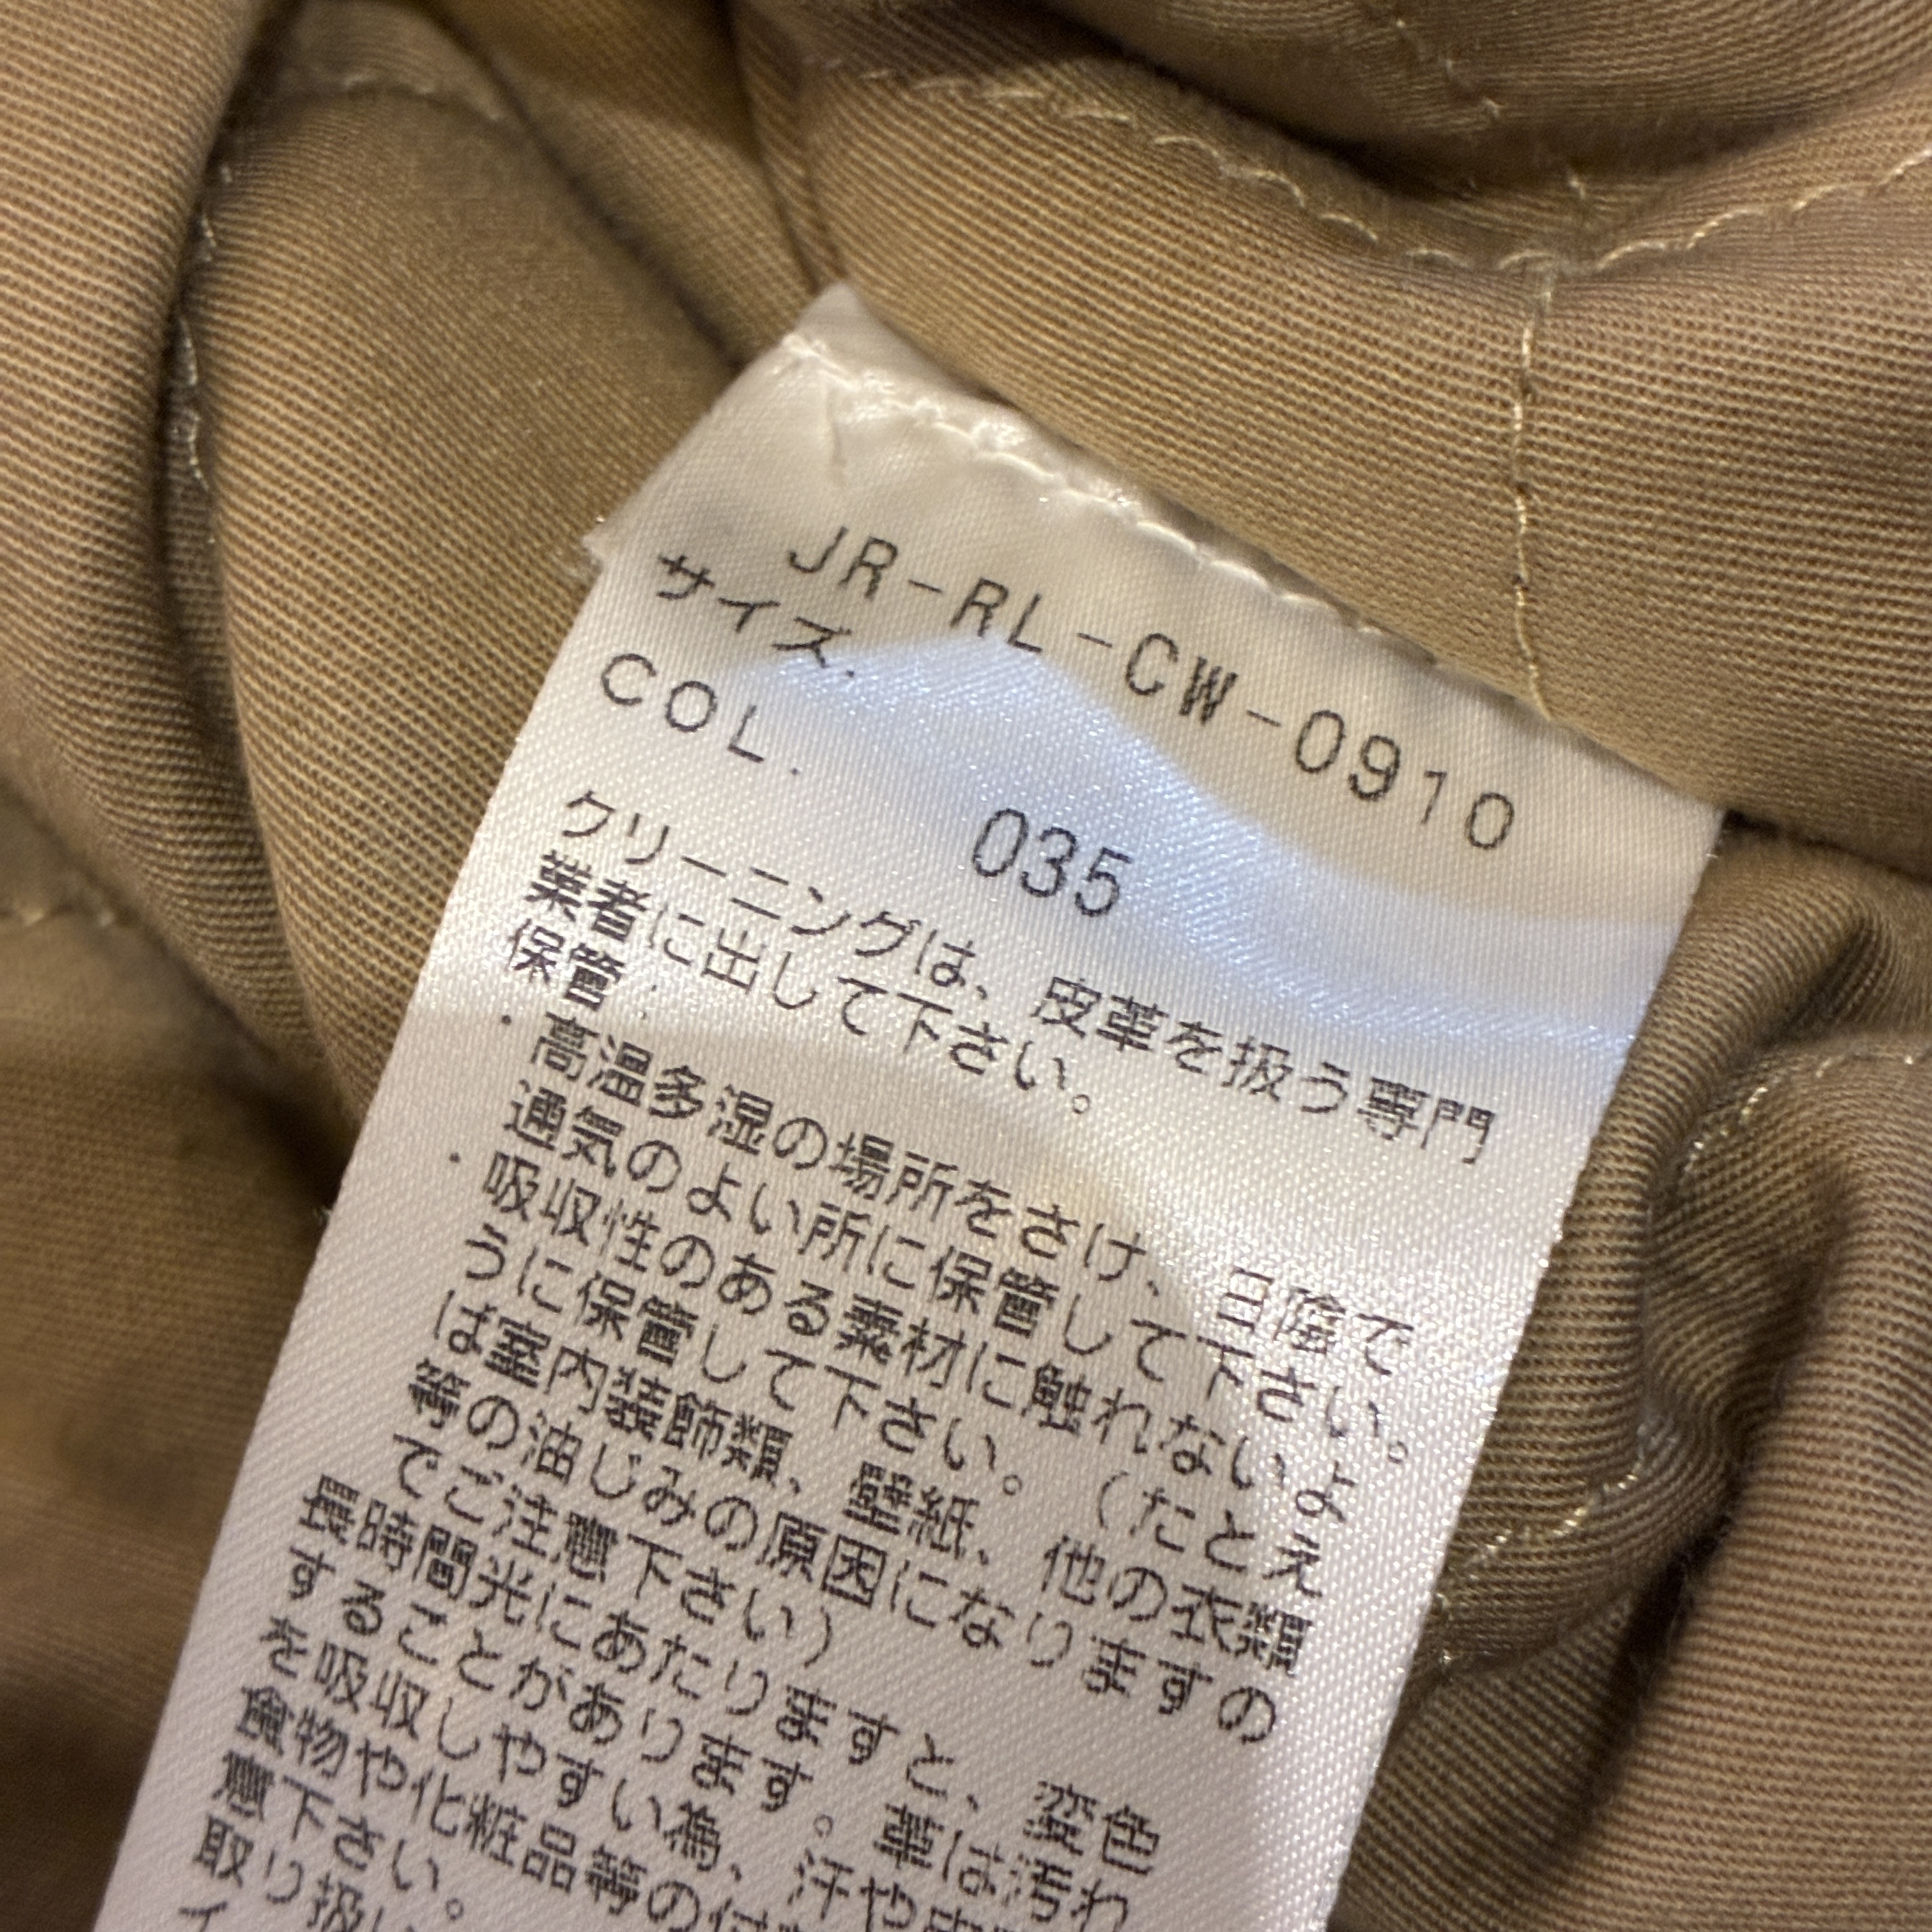 JR-RL-CW-0910
サイズ.
COL. 035
クリーニングは、皮革を扱う専門
業者に出して下さい。
保管.
・高温多湿の場所をさけ、日陰で
通気のよい所に保管して下さい。
・吸収性のある素材に触れないよ
うに保管して下さい。(たとえ
は室内装飾類、壁紙、他の衣類
等の油じみの原因になりますの
でご注意下さい)
長時間光にあたりますと、変色
することがあります。革は汚れ
を吸収しやすい為、汗や
食物や化粧品等の付
意下さい。
取り扱い